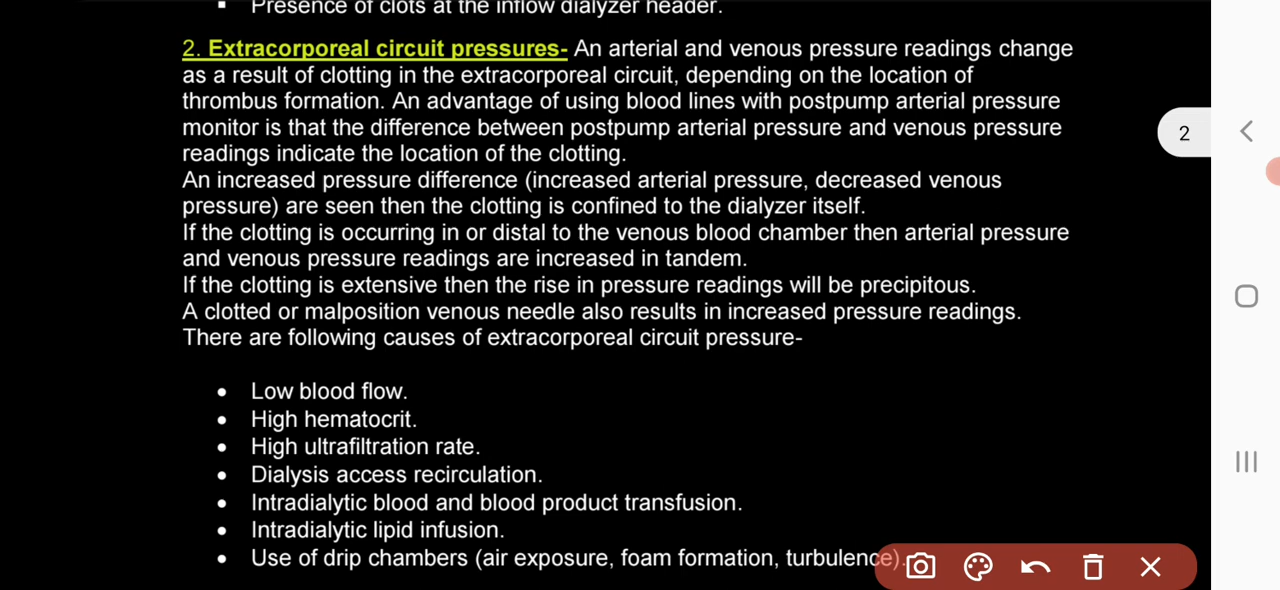 ▪ Presence of clots at the inflow dialyzer header.
2. Extracorporeal circuit pressures- An arterial and venous pressure readings change
as a result of clotting in the extracorporeal circuit, depending on the location of
thrombus formation. An advantage of using blood lines with postpump arterial pressure
monitor is that the difference between postpump arterial pressure and venous pressure
readings indicate the location of the clotting.
An increased pressure difference (increased arterial pressure, decreased venous
pressure) are seen then the clotting is confined to the dialyzer itself.
If the clotting is occurring in or distal to the venous blood chamber then arterial pressure
and venous pressure readings are increased in tandem.
If the clotting is extensive then the rise in pressure readings will be precipitous.
A clotted or malposition venous needle also results in increased pressure readings.
There are following causes of extracorporeal circuit pressure-
• Low blood flow.
• High hematocrit.
• High ultrafiltration rate.
• Dialysis access recirculation.
• Intradialytic blood and blood product transfusion.
• Intradialytic lipid infusion.
• Use of drip chambers (air exposure, foam formation, turbulence).
2